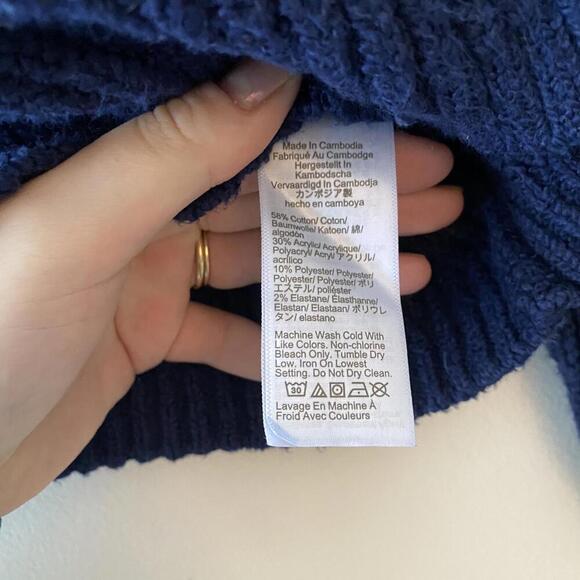 Made In Cambodia
Fabriqué Au Cambodge
Hergestellt In
Kambodscha
Vervaardigd In Cambodja
カンボジア製
hecho en camboya
58% Cotton/ Coton/
Baumwolle/ Katoen/ 綿/
algodón
30% Acrylic/ Acrylique/
Polyacryl/ Acryl/ アクリル/
acrílico
10% Polyester/ Polyester/
Polyester/ Polyester/ ポリ
エステル/ poliéster
2% Elastane/ Élasthanne/
Elastan/ Elastaan/ ポリウレ
タン/ elastano
Machine Wash Cold With
Like Colors. Non-chlorine
Bleach Only. Tumble Dry
Low. Iron On Lowest
Setting. Do Not Dry Clean.
30
Lavage En Machine À
Froid Avec Couleurs